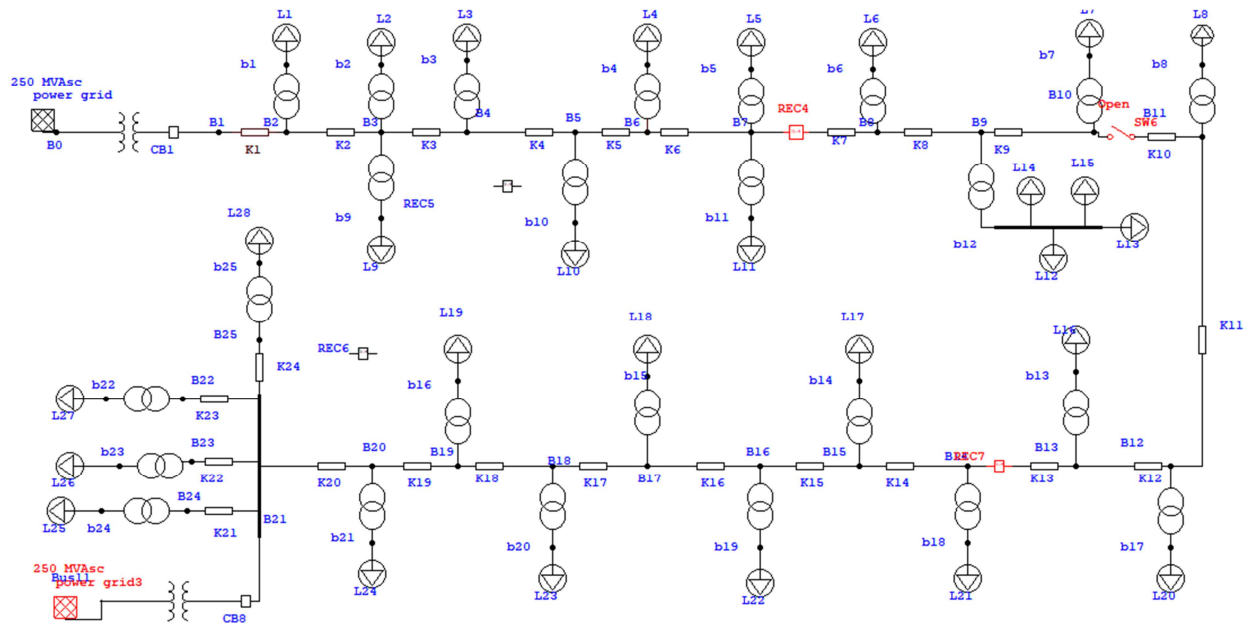 L1
L2
L3
L4
L5
L6
L7
L8
b1
b2
b3
b4
b5
b6
b7
b8
250 MVAsc
power grid
B10
Open
REC4
SW6
B11
B0
CB1
B1
B2
B3
B4
B5
B6
B7
B8
B9
K1
K2
K3
K4
K5
K6
K7
K8
K9
K10
REC5
L14
L15
b9
b10
b11
b12
L9
L10
L11
L12
L13
L28
b25
B25
REC6
K24
L19
L18
L17
L16
K11
b16
b15
b14
b13
b22
B22
L27
K23
b23
B23
L26
K22
b24
B24
L25
K21
B21
B20
B19
B18
B17
B16
B15
REC7
B13
B12
K20
K19
K18
K17
K16
K15
K14
K13
K12
b21
b20
b19
b18
b17
L24
L23
L22
L21
L20
250 MVAsc
Bus11
power grid3
CB8